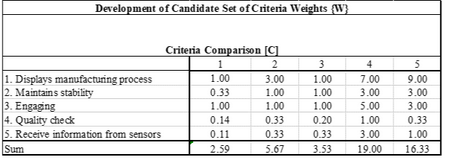 Development of Candidate Set of Criteria Weights {W}
Criteria Comparison [C]
1 2 3 4 5
1. Displays manufacturing process 1.00 3.00 1.00 7.00 9.00
2. Maintains stability 0.33 1.00 1.00 3.00 3.00
3. Engaging 1.00 1.00 1.00 5.00 3.00
4. Quality check 0.14 0.33 0.20 1.00 0.33
5. Receive information from sensors 0.11 0.33 0.33 3.00 1.00
Sum 2.59 5.67 3.53 19.00 16.33